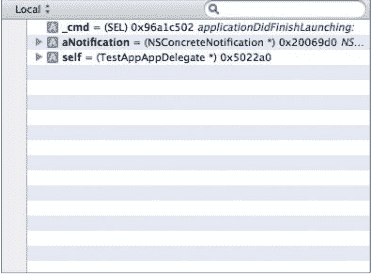 Local
_cmd = (SEL) 0x96a1c502 applicationDidFinishLaunching:
A aNotification = (NSConcreteNotification *) 0x20069d0 NS...
A self = (TestAppAppDelegate *) 0x5022a0